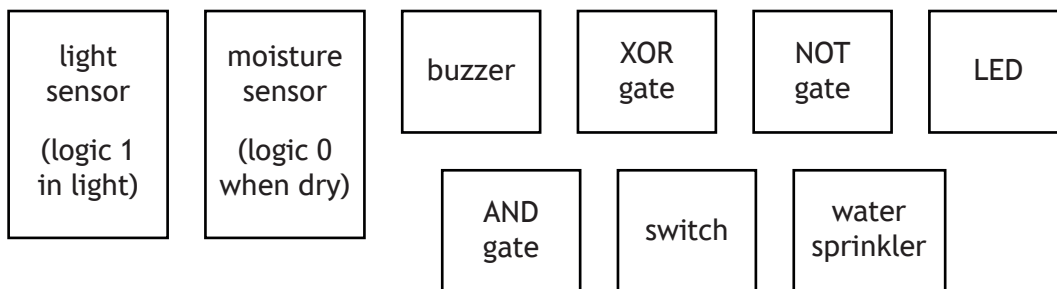 light
sensor
(logic 1
in light)
moisture
sensor
(logic 0
when dry)
buzzer
XOR
gate
NOT
gate
LED
AND
gate
switch
water
sprinkler